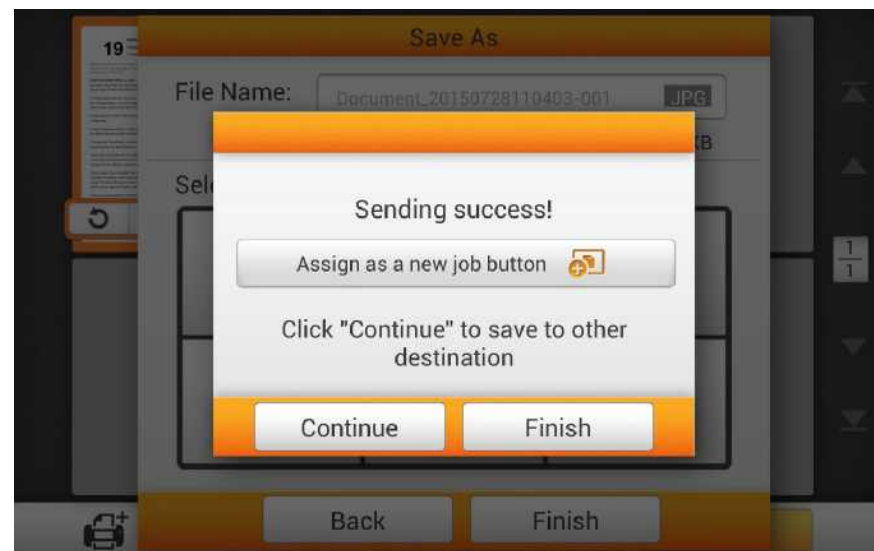 19
Save As
File Name:
Document_20150728110403-001
JPG
KB
Sele
Sending success!
Assign as a new job button
Click "Continue" to save to other
destination
Continue
Finish
1
1
Back
Finish